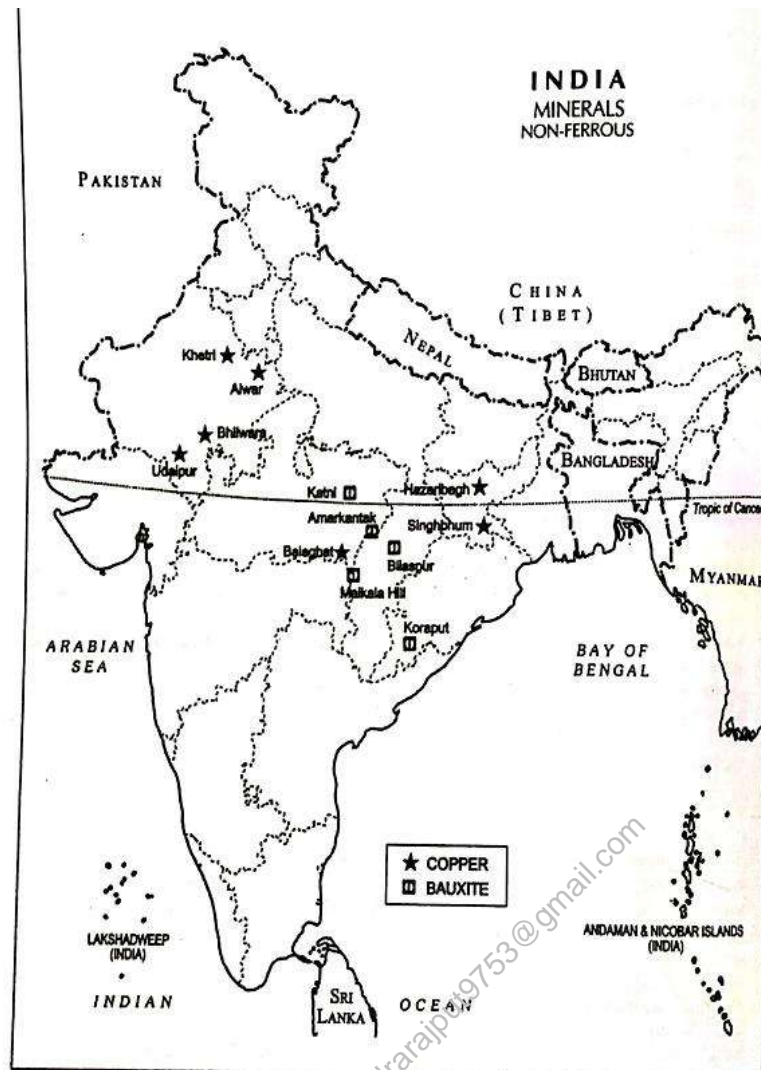 INDIA
MINERALS
NON-FERROUS
PAKISTAN
CHINA
(TIBET)
NEPAL
BHUTAN
Khetri
Alwar
Bhilwara
Udaipur
BANGLADESH
Katni
Hazaribagh
Tropic of Cance
Amarkantak
Singhbhum
Balaghat
Bilaspur
Maikala Hill
MYANMAR
Koraput
ARABIAN
SEA
BAY OF
BENGAL
COPPER
BAUXITE
LAKSHADWEEP
(INDIA)
ANDAMAN & NICOBAR ISLANDS
(INDIA)
INDIAN
OCEAN
SRI
LANKA